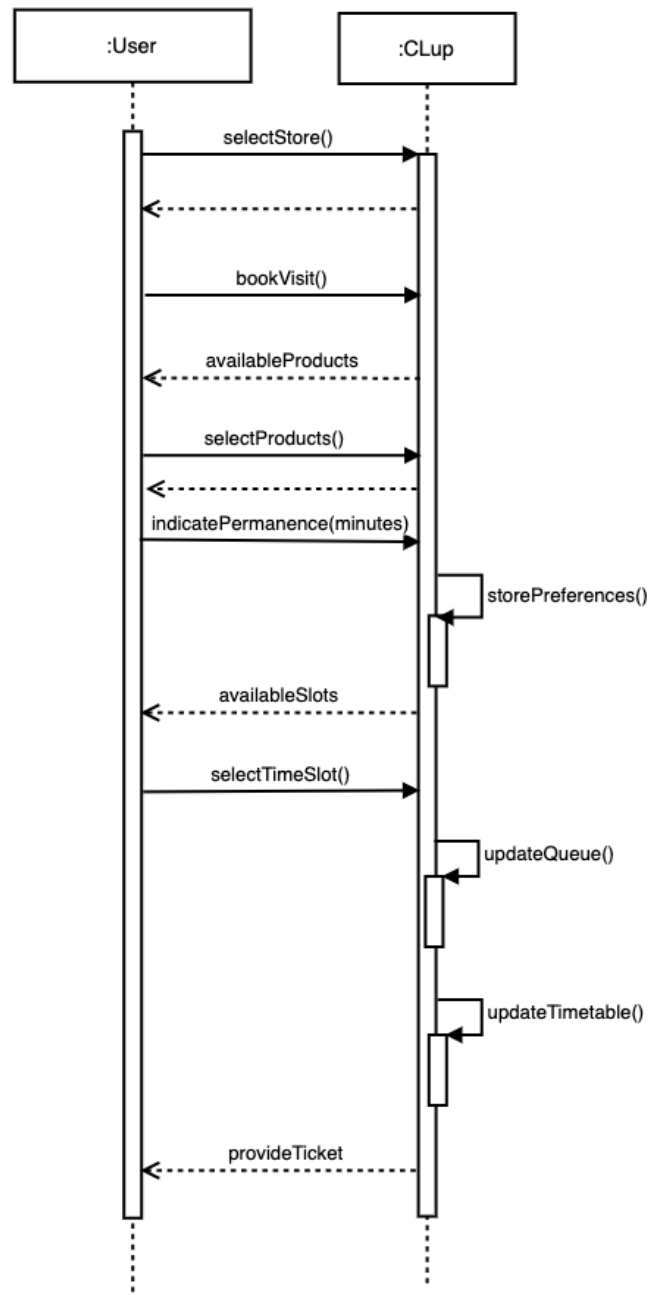 :User
:CLup
selectStore()
bookVisit()
availableProducts
selectProducts()
indicatePermanence(minutes)
storePreferences()
availableSlots
selectTimeSlot()
updateQueue()
updateTimetable()
provideTicket